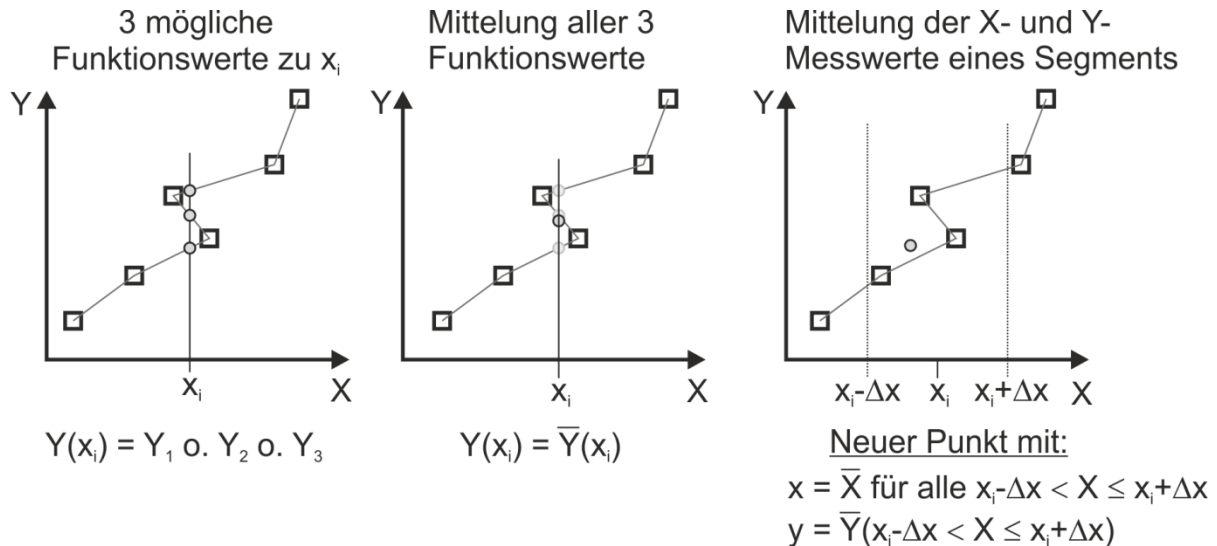 3 mögliche
Funktionswerte zu xᵢ
Y
X
xᵢ
Y(xᵢ) = Y₁ o. Y₂ o. Y₃
Mittelung aller 3
Funktionswerte
Y
X
xᵢ
Y(xᵢ) = Y̅(xᵢ)
Mittelung der X- und Y-
Messwerte eines Segments
Y
xᵢ-Δx xᵢ xᵢ+Δx X
Neuer Punkt mit:
x = X̅ für alle xᵢ-Δx < X ≤ xᵢ+Δx
y = Y̅(xᵢ-Δx < X ≤ xᵢ+Δx)